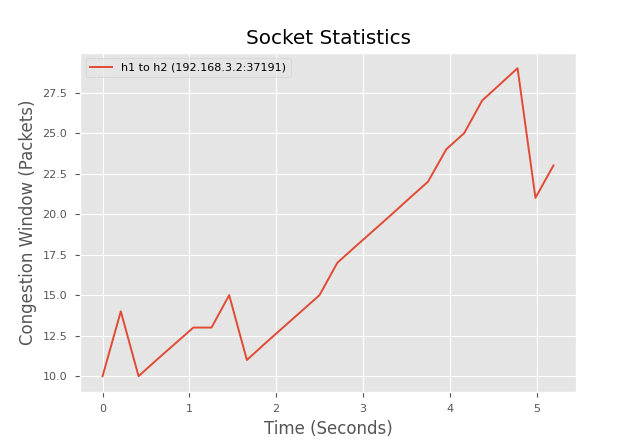 Socket Statistics
h1 to h2 (192.168.3.2:37191)
Congestion Window (Packets)
27.5
25.0
22.5
20.0
17.5
15.0
12.5
10.0
0 1 2 3 4 5
Time (Seconds)